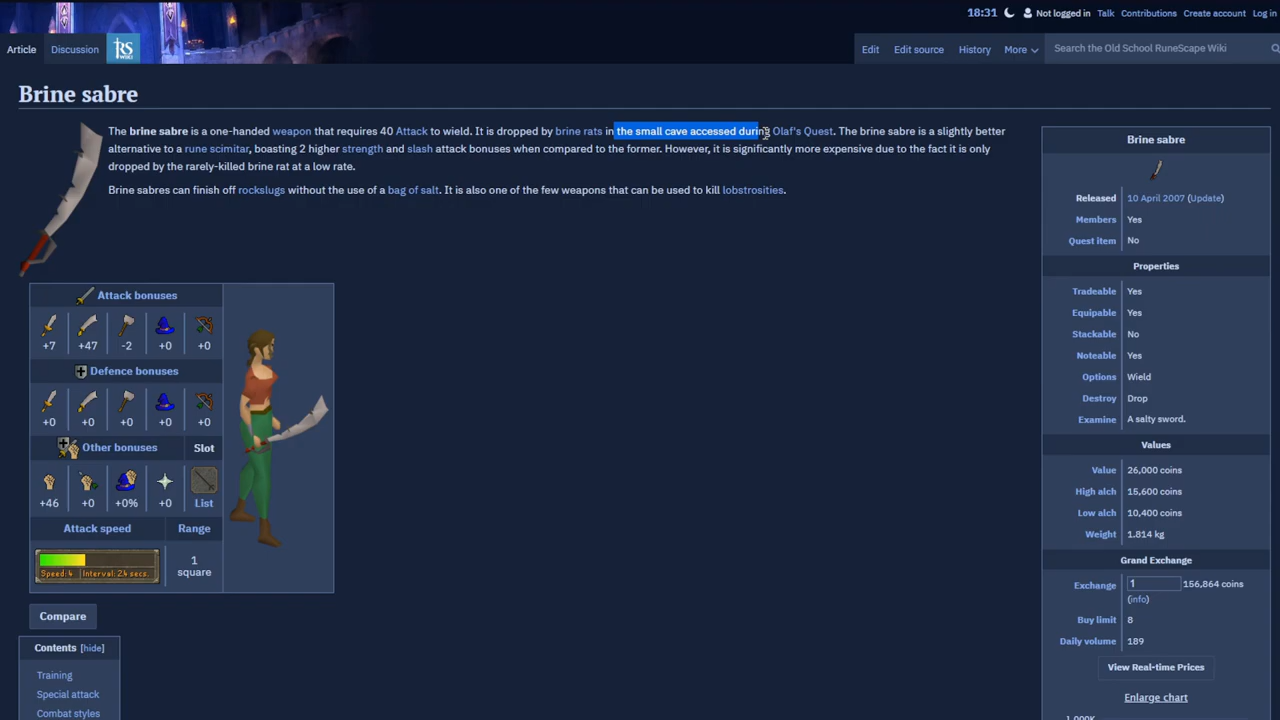 18:31 Not logged in Talk Contributions Create account Log in
Article Discussion RS WIKI Edit Edit source History More Search the Old School RuneScape Wiki
Brine sabre
The brine sabre is a one-handed weapon that requires 40 Attack to wield. It is dropped by brine rats in the small cave accessed during Olaf's Quest. The brine sabre is a slightly better
alternative to a rune scimitar, boasting 2 higher strength and slash attack bonuses when compared to the former. However, it is significantly more expensive due to the fact it is only
dropped by the rarely-killed brine rat at a low rate.
Brine sabres can finish off rockslugs without the use of a bag of salt. It is also one of the few weapons that can be used to kill lobstrosities.
Attack bonuses
+7 +47 -2 +0 +0
Defence bonuses
+0 +0 +0 +0 +0
Other bonuses Slot
+46 +0 +0% +0 List
Attack speed Range
Speed: 4 Interval: 2.4 secs.
1
square
Compare
Contents [hide]
Training
Special attack
Combat styles
Brine sabre
Released 10 April 2007 (Update)
Members Yes
Quest item No
Properties
Tradeable Yes
Equipable Yes
Stackable No
Noteable Yes
Options Wield
Destroy Drop
Examine A salty sword.
Values
Value 26,000 coins
High alch 15,600 coins
Low alch 10,400 coins
Weight 1.814 kg
Grand Exchange
Exchange 1 156,864 coins
(info)
Buy limit 8
Daily volume 189
View Real-time Prices
Enlarge chart
1,000K